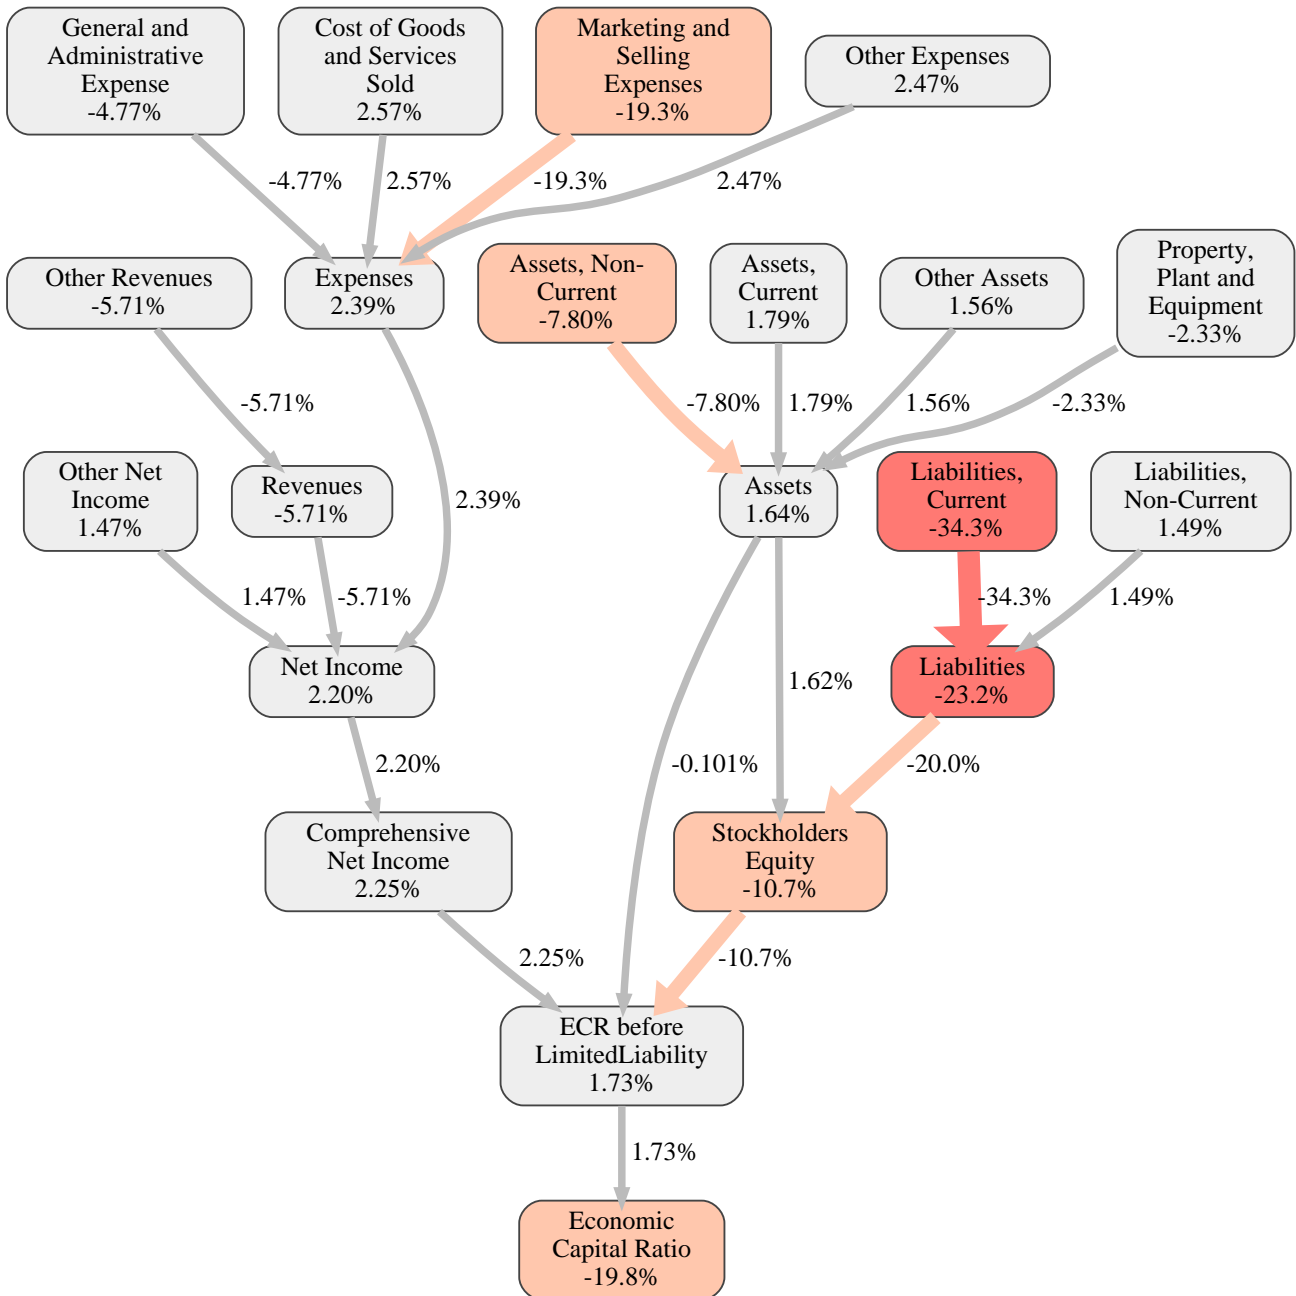 General and
Administrative
Expense
-4.77%
Cost of Goods
and Services
Sold
2.57%
Marketing and
Selling
Expenses
-19.3%
Other Expenses
2.47%
-4.77%
2.57%
-19.3%
2.47%
Other Revenues
-5.71%
Expenses
2.39%
Assets, Non-
Current
-7.80%
Assets,
Current
1.79%
Other Assets
1.56%
Property,
Plant and
Equipment
-2.33%
-5.71%
-7.80%
1.79%
1.56%
-2.33%
Other Net
Income
1.47%
Revenues
-5.71%
2.39%
Assets
1.64%
Liabilities,
Current
-34.3%
Liabilities,
Non-Current
1.49%
1.47%
-5.71%
-34.3%
1.49%
Net Income
2.20%
1.62%
Liabilities
-23.2%
2.20%
-0.101%
-20.0%
Comprehensive
Net Income
2.25%
Stockholders
Equity
-10.7%
2.25%
-10.7%
ECR before
LimitedLiability
1.73%
1.73%
Economic
Capital Ratio
-19.8%